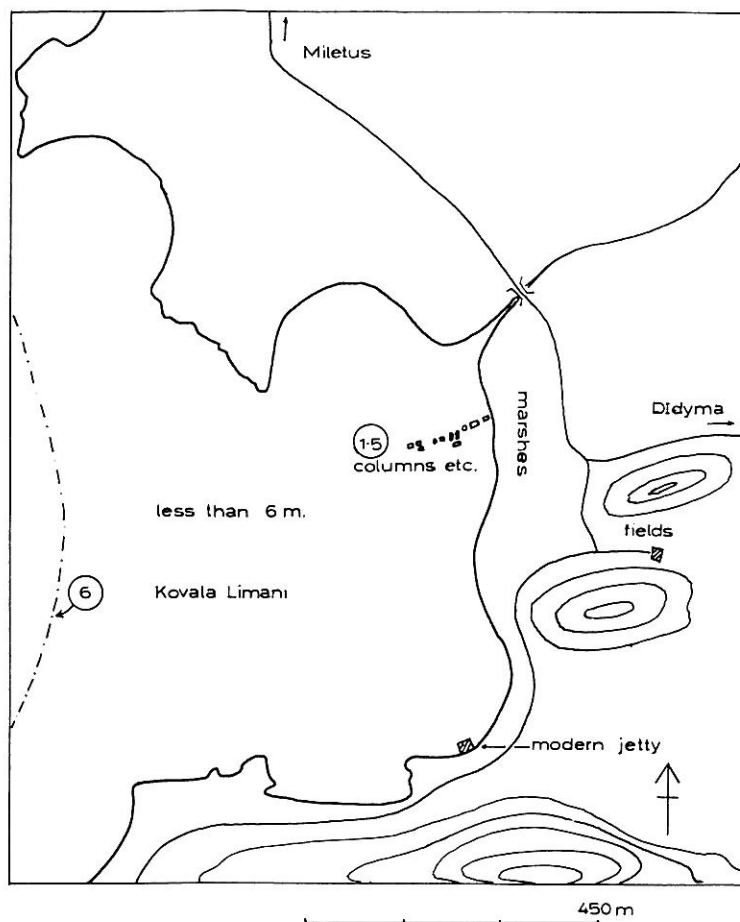 Miletus
Didyma
marshes
1·5
columns etc.
less than 6 m.
fields
6
Kovala Limanı
modern jetty
450 m